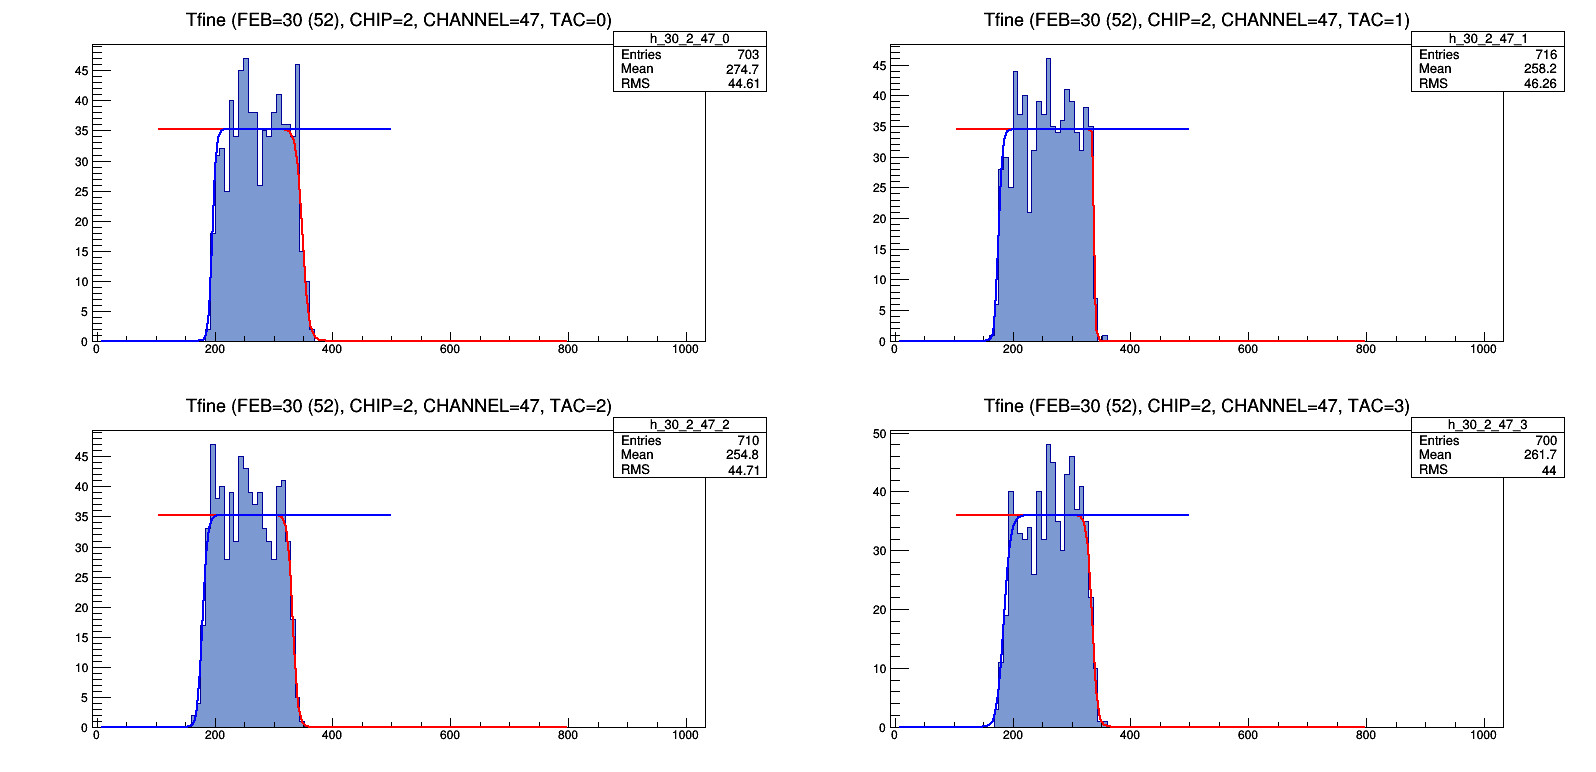 Tfine (FEB=30 (52), CHIP=2, CHANNEL=47, TAC=0)
h_30_2_47_0
Entries 703
Mean 274.7
RMS 44.61
45
40
35
30
25
20
15
10
5
0
0 200 400 600 800 1000
Tfine (FEB=30 (52), CHIP=2, CHANNEL=47, TAC=1)
h_30_2_47_1
Entries 716
Mean 258.2
RMS 46.26
45
40
35
30
25
20
15
10
5
0
0 200 400 600 800 1000
Tfine (FEB=30 (52), CHIP=2, CHANNEL=47, TAC=2)
h_30_2_47_2
Entries 710
Mean 254.8
RMS 44.71
45
40
35
30
25
20
15
10
5
0
0 200 400 600 800 1000
Tfine (FEB=30 (52), CHIP=2, CHANNEL=47, TAC=3)
h_30_2_47_3
Entries 700
Mean 261.7
RMS 44
50
40
30
20
10
0
0 200 400 600 800 1000